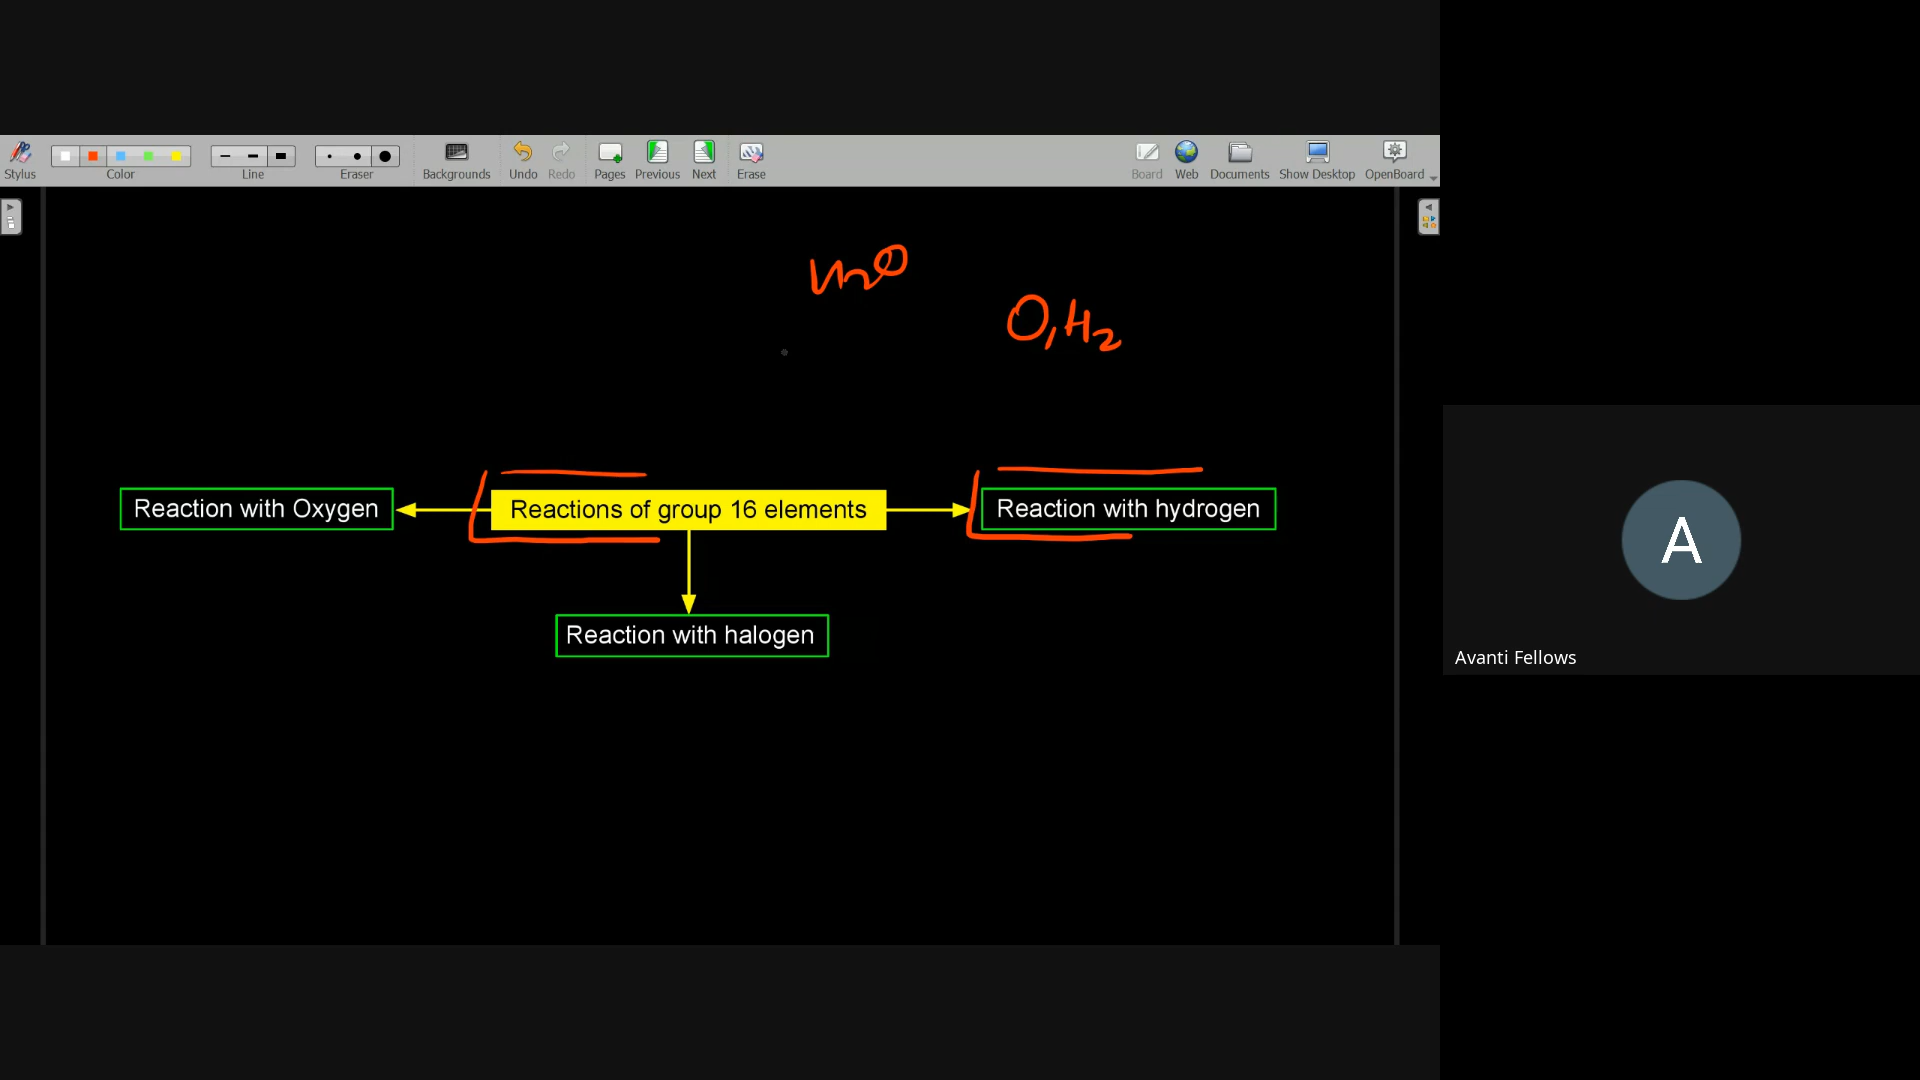 Stylus Color Line Eraser Backgrounds Undo Redo Pages Previous Next Erase Board Web Documents Show Desktop OpenBoard
O, H2
Reaction with Oxygen Reactions of group 16 elements Reaction with hydrogen
Reaction with halogen
A
Avanti Fellows